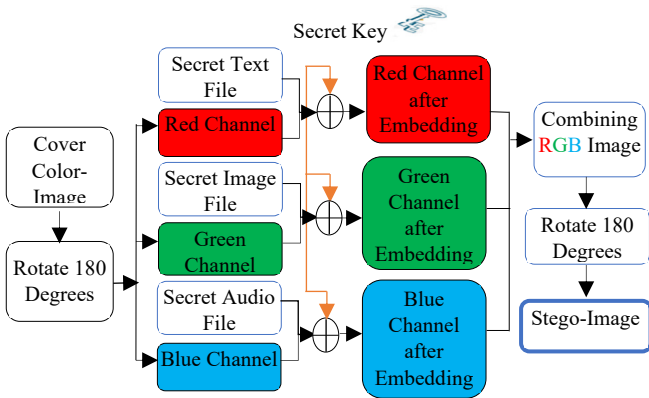 Secret Key
Secret Text
File
Red Channel
Red Channel
after
Embedding
Cover
Color-
Image
Secret Image
File
Green
Channel
Green
Channel
after
Embedding
Combining
RGB Image
Rotate 180
Degrees
Rotate 180
Degrees
Secret Audio
File
Blue Channel
Blue
Channel
after
Embedding
Stego-Image